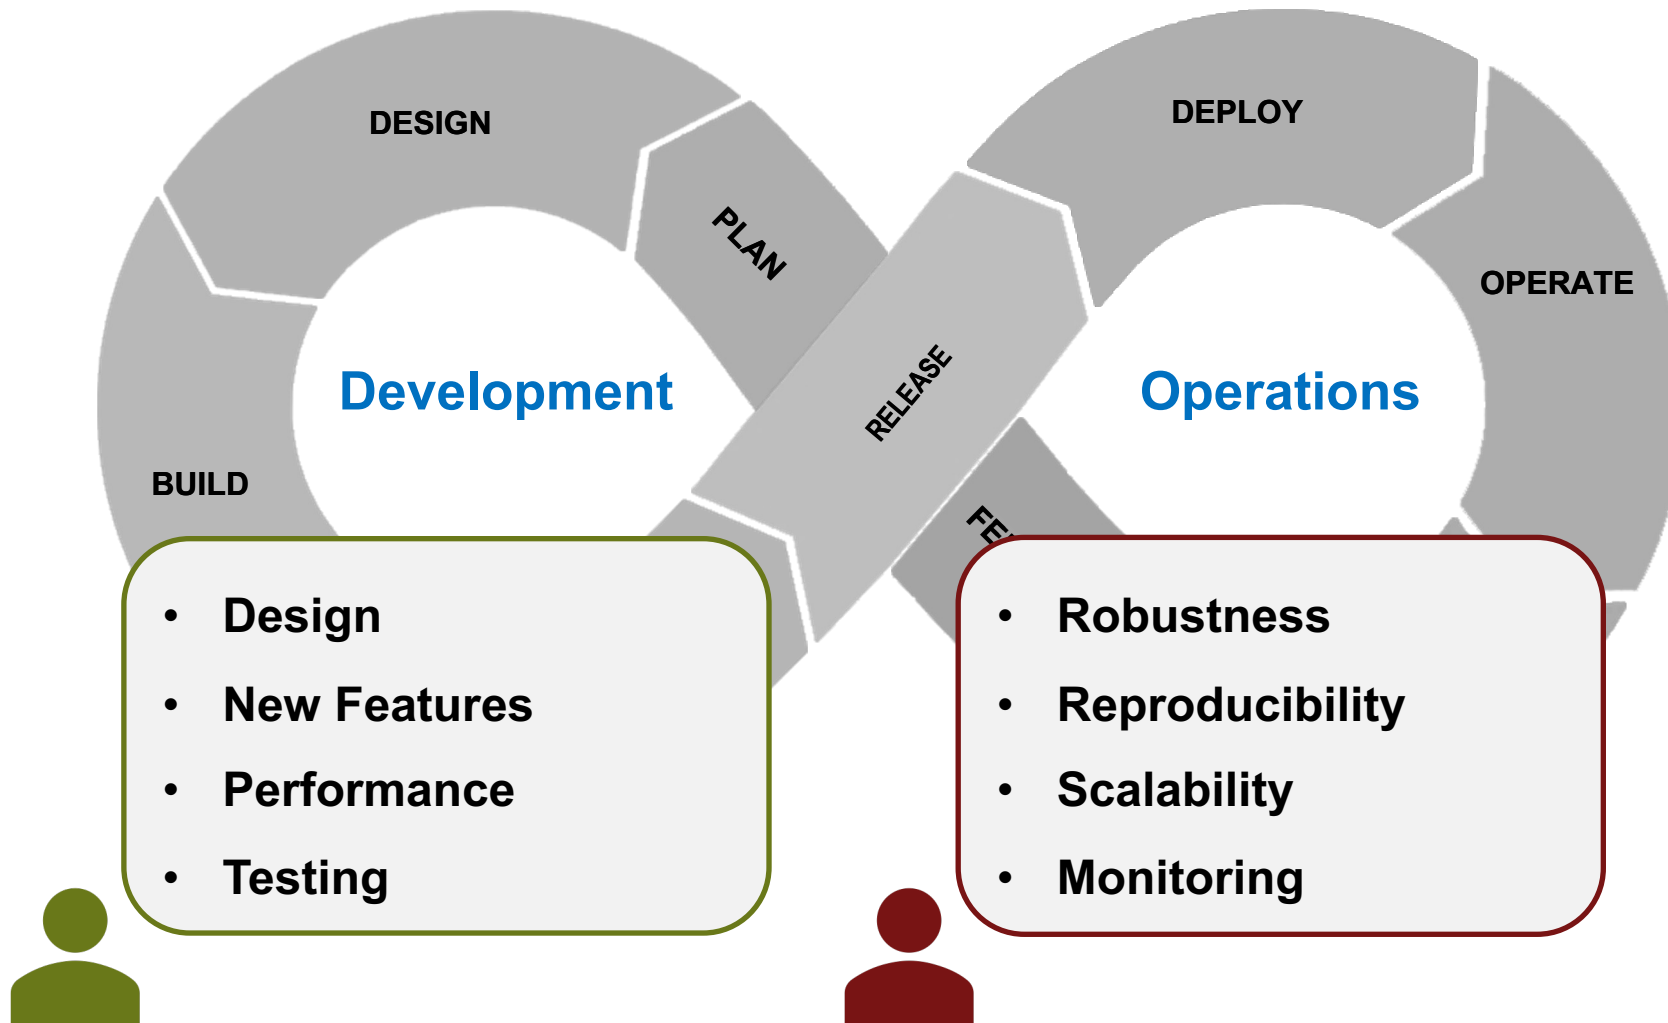 DESIGN
DEPLOY
PLAN
OPERATE
Development
RELEASE
Operations
BUILD
• Design
• New Features
• Performance
• Testing
• Robustness
• Reproducibility
• Scalability
• Monitoring